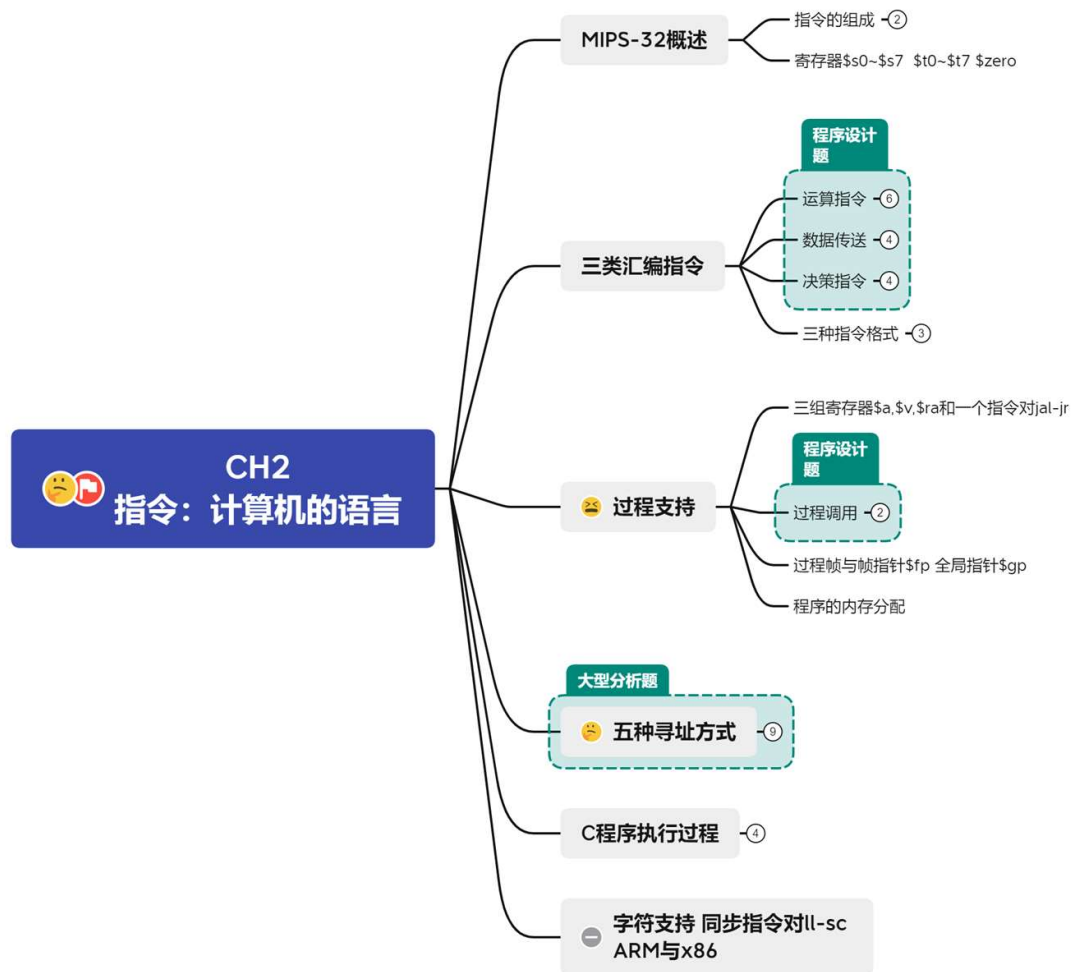 CH2
指令：计算机的语言
MIPS-32概述
指令的组成 2
寄存器$s0~$s7 $t0~$t7 $zero
三类汇编指令
程序设计
题
运算指令 6
数据传送 4
决策指令 4
三种指令格式 3
过程支持
三组寄存器$a,$v,$ra和一个指令对jal-jr
程序设计
题
过程调用 2
过程帧与帧指针$fp 全局指针$gp
程序的内存分配
大型分析题
五种寻址方式 9
C程序执行过程 4
字符支持 同步指令对ll-sc
ARM与x86